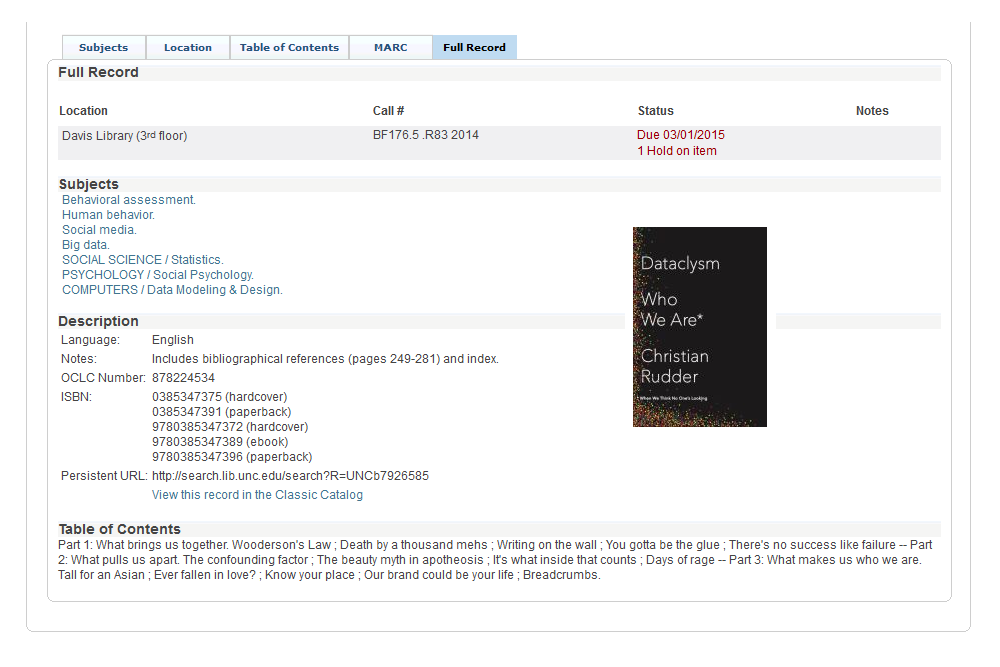 Subjects Location Table of Contents MARC Full Record
Full Record
Location Call # Status Notes
Davis Library (3rd floor) BF176.5 .R83 2014 Due 03/01/2015
1 Hold on item
Subjects
Behavioral assessment.
Human behavior.
Social media.
Big data.
SOCIAL SCIENCE / Statistics.
PSYCHOLOGY / Social Psychology.
COMPUTERS / Data Modeling & Design.
Dataclysm
Who
We Are*
Christian
Rudder
*When We Think No One's Looking
Description
Language: English
Notes: Includes bibliographical references (pages 249-281) and index.
OCLC Number: 878224534
ISBN: 0385347375 (hardcover)
0385347391 (paperback)
9780385347372 (hardcover)
9780385347389 (ebook)
9780385347396 (paperback)
Persistent URL: http://search.lib.unc.edu/search?R=UNCb7926585
View this record in the Classic Catalog
Table of Contents
Part 1: What brings us together. Wooderson's Law ; Death by a thousand mehs ; Writing on the wall ; You gotta be the glue ; There's no success like failure -- Part
2: What pulls us apart. The confounding factor ; The beauty myth in apotheosis ; It's what inside that counts ; Days of rage -- Part 3: What makes us who we are.
Tall for an Asian ; Ever fallen in love? ; Know your place ; Our brand could be your life ; Breadcrumbs.